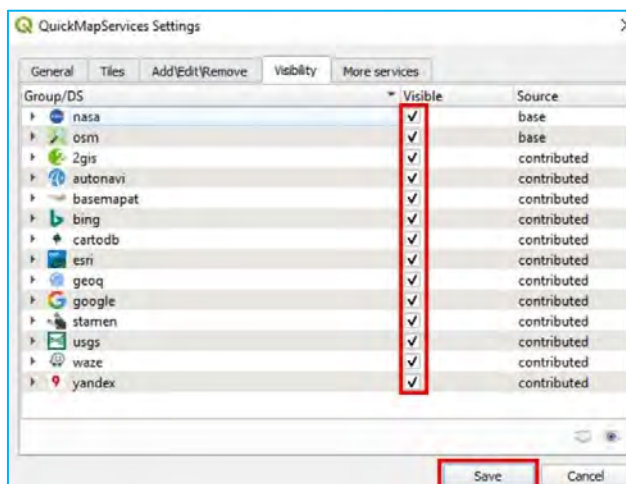 QuickMapServices Settings
General Tiles Add\Edit\Remove Visibility More services
Group/DS Visible Source
nasa base
osm base
2gis contributed
autonavi contributed
basemapat contributed
bing contributed
cartodb contributed
esri contributed
geoq contributed
google contributed
stamen contributed
usgs contributed
waze contributed
yandex contributed
Save Cancel